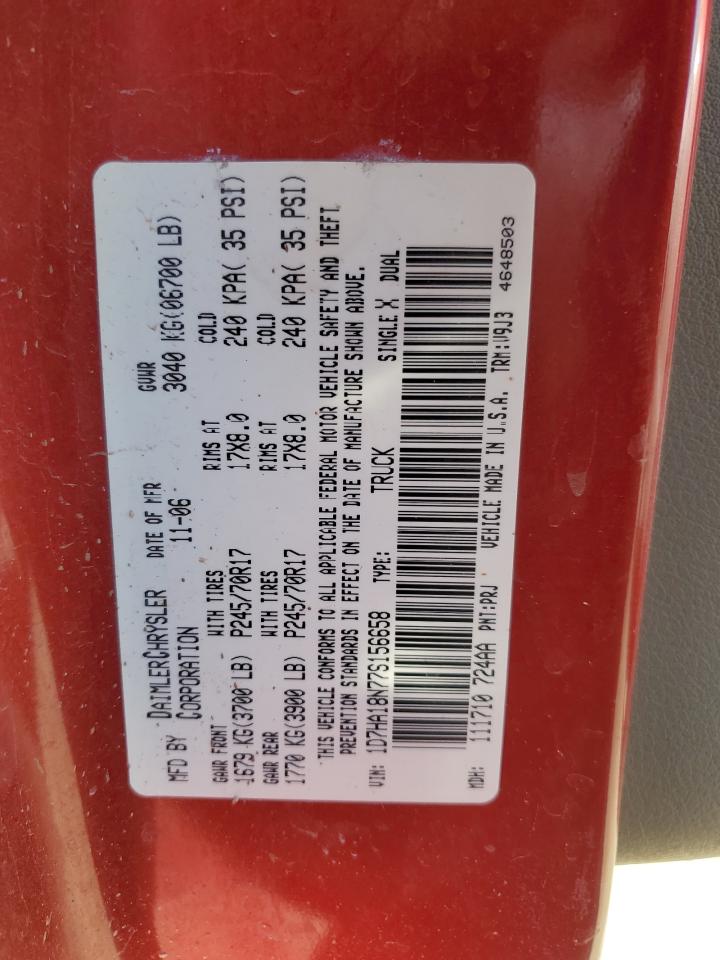 MFD BY DAIMLERCHRYSLER DATE OF MFR GVWR
CORPORATION 11-06 3040 KG(06700 LB)
GAWR FRONT WITH TIRES RIMS AT COLD
1679 KG(3700 LB) P245/70R17 17X8.0 240 KPA( 35 PSI)
GAWR REAR WITH TIRES RIMS AT COLD
1770 KG(3900 LB) P245/70R17 17X8.0 240 KPA( 35 PSI)
THIS VEHICLE CONFORMS TO ALL APPLICABLE FEDERAL MOTOR VEHICLE SAFETY AND THEFT
PREVENTION STANDARDS IN EFFECT ON THE DATE OF MANUFACTURE SHOWN ABOVE.
VIN: 1D7HA18N77S156658 TYPE: TRUCK SINGLE X DUAL
MDH: 111710 724AA PNT:PRJ VEHICLE MADE IN U.S.A. TRM:V9J3 4648503